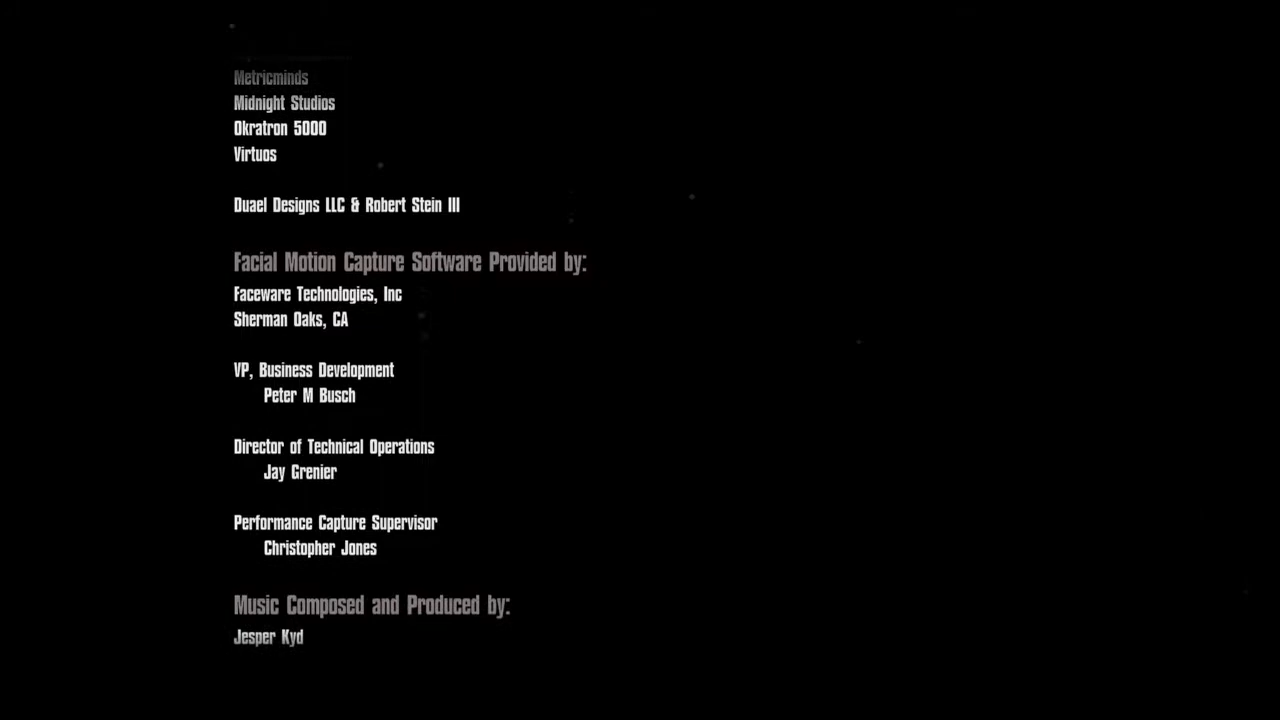 Metricminds
Midnight Studios
Okratron 5000
Virtuos
Duael Designs LLC & Robert Stein III
Facial Motion Capture Software Provided by:
Faceware Technologies, Inc
Sherman Oaks, CA
VP, Business Development
Peter M Busch
Director of Technical Operations
Jay Grenier
Performance Capture Supervisor
Christopher Jones
Music Composed and Produced by:
Jesper Kyd